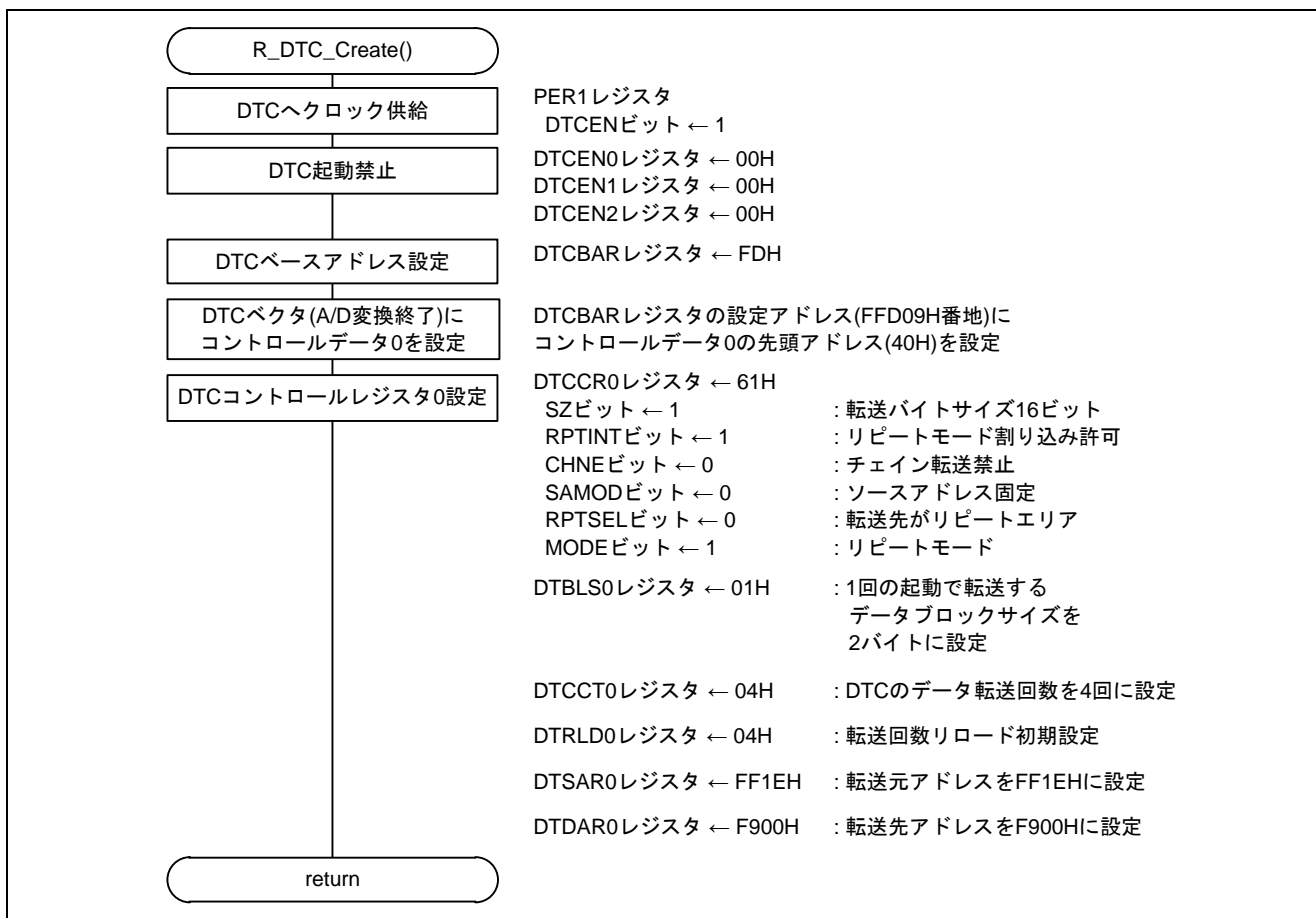 R_DTC_Create()
DTCへクロック供給
PER1レジスタ
DTCENビット ← 1
DTC起動禁止
DTCEN0レジスタ ← 00H
DTCEN1レジスタ ← 00H
DTCEN2レジスタ ← 00H
DTCベースアドレス設定
DTCBARレジスタ ← FDH
DTCベクタ(A/D変換終了)に
コントロールデータ0を設定
DTCBARレジスタの設定アドレス(FFD09H番地)に
コントロールデータ0の先頭アドレス(40H)を設定
DTCコントロールレジスタ0設定
DTCCR0レジスタ ← 61H
SZビット ← 1 : 転送バイトサイズ16ビット
RPTINTビット ← 1 : リピートモード割り込み許可
CHNEビット ← 0 : チェイン転送禁止
SAMODビット ← 0 : ソースアドレス固定
RPTSELビット ← 0 : 転送先がリピートエリア
MODEビット ← 1 : リピートモード
DTBLS0レジスタ ← 01H : 1回の起動で転送する
データブロックサイズを
2バイトに設定
DTCCT0レジスタ ← 04H : DTCのデータ転送回数を4回に設定
DTRLD0レジスタ ← 04H : 転送回数リロード初期設定
DTSAR0レジスタ ← FF1EH : 転送元アドレスをFF1EHに設定
DTDAR0レジスタ ← F900H : 転送先アドレスをF900Hに設定
return